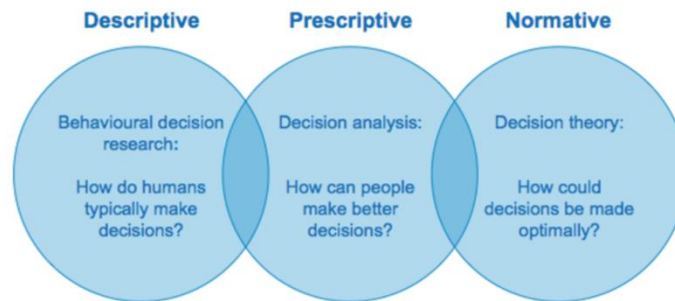 Descriptive
Prescriptive
Normative
Behavioural decision
research:
How do humans
typically make
decisions?
Decision analysis:
How can people
make better
decisions?
Decision theory:
How could
decisions be made
optimally?